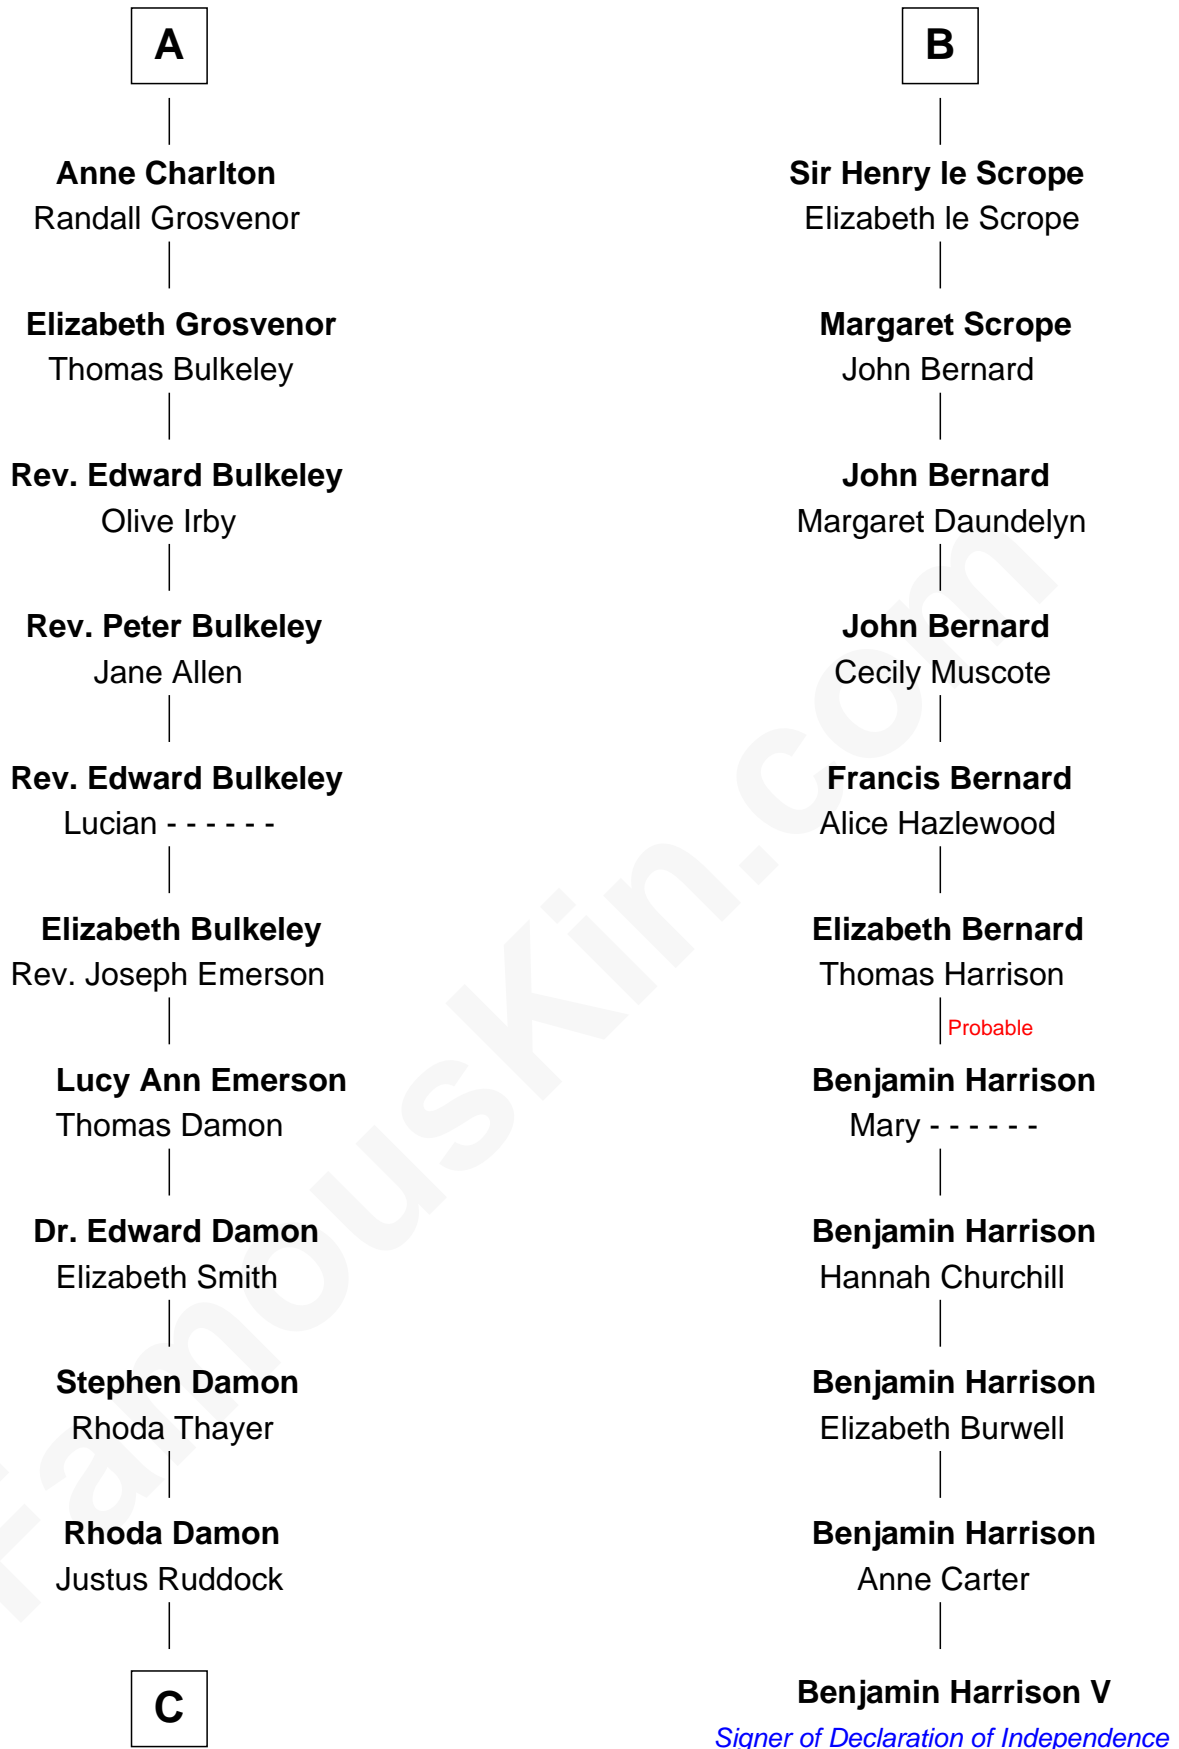 A
Anne Charlton
Randall Grosvenor
Elizabeth Grosvenor
Thomas Bulkeley
Rev. Edward Bulkeley
Olive Irby
Rev. Peter Bulkeley
Jane Allen
Rev. Edward Bulkeley
Lucian - - - - - -
Elizabeth Bulkeley
Rev. Joseph Emerson
Lucy Ann Emerson
Thomas Damon
Dr. Edward Damon
Elizabeth Smith
Stephen Damon
Rhoda Thayer
Rhoda Damon
Justus Ruddock
C
B
Sir Henry le Scrope
Elizabeth le Scrope
Margaret Scrope
John Bernard
John Bernard
Margaret Daundelyn
John Bernard
Cecily Muscote
Francis Bernard
Alice Hazlewood
Elizabeth Bernard
Thomas Harrison
Probable
Benjamin Harrison
Mary - - - - - -
Benjamin Harrison
Hannah Churchill
Benjamin Harrison
Elizabeth Burwell
Benjamin Harrison
Anne Carter
Benjamin Harrison V
Signer of Declaration of Independence
FamousKin.com